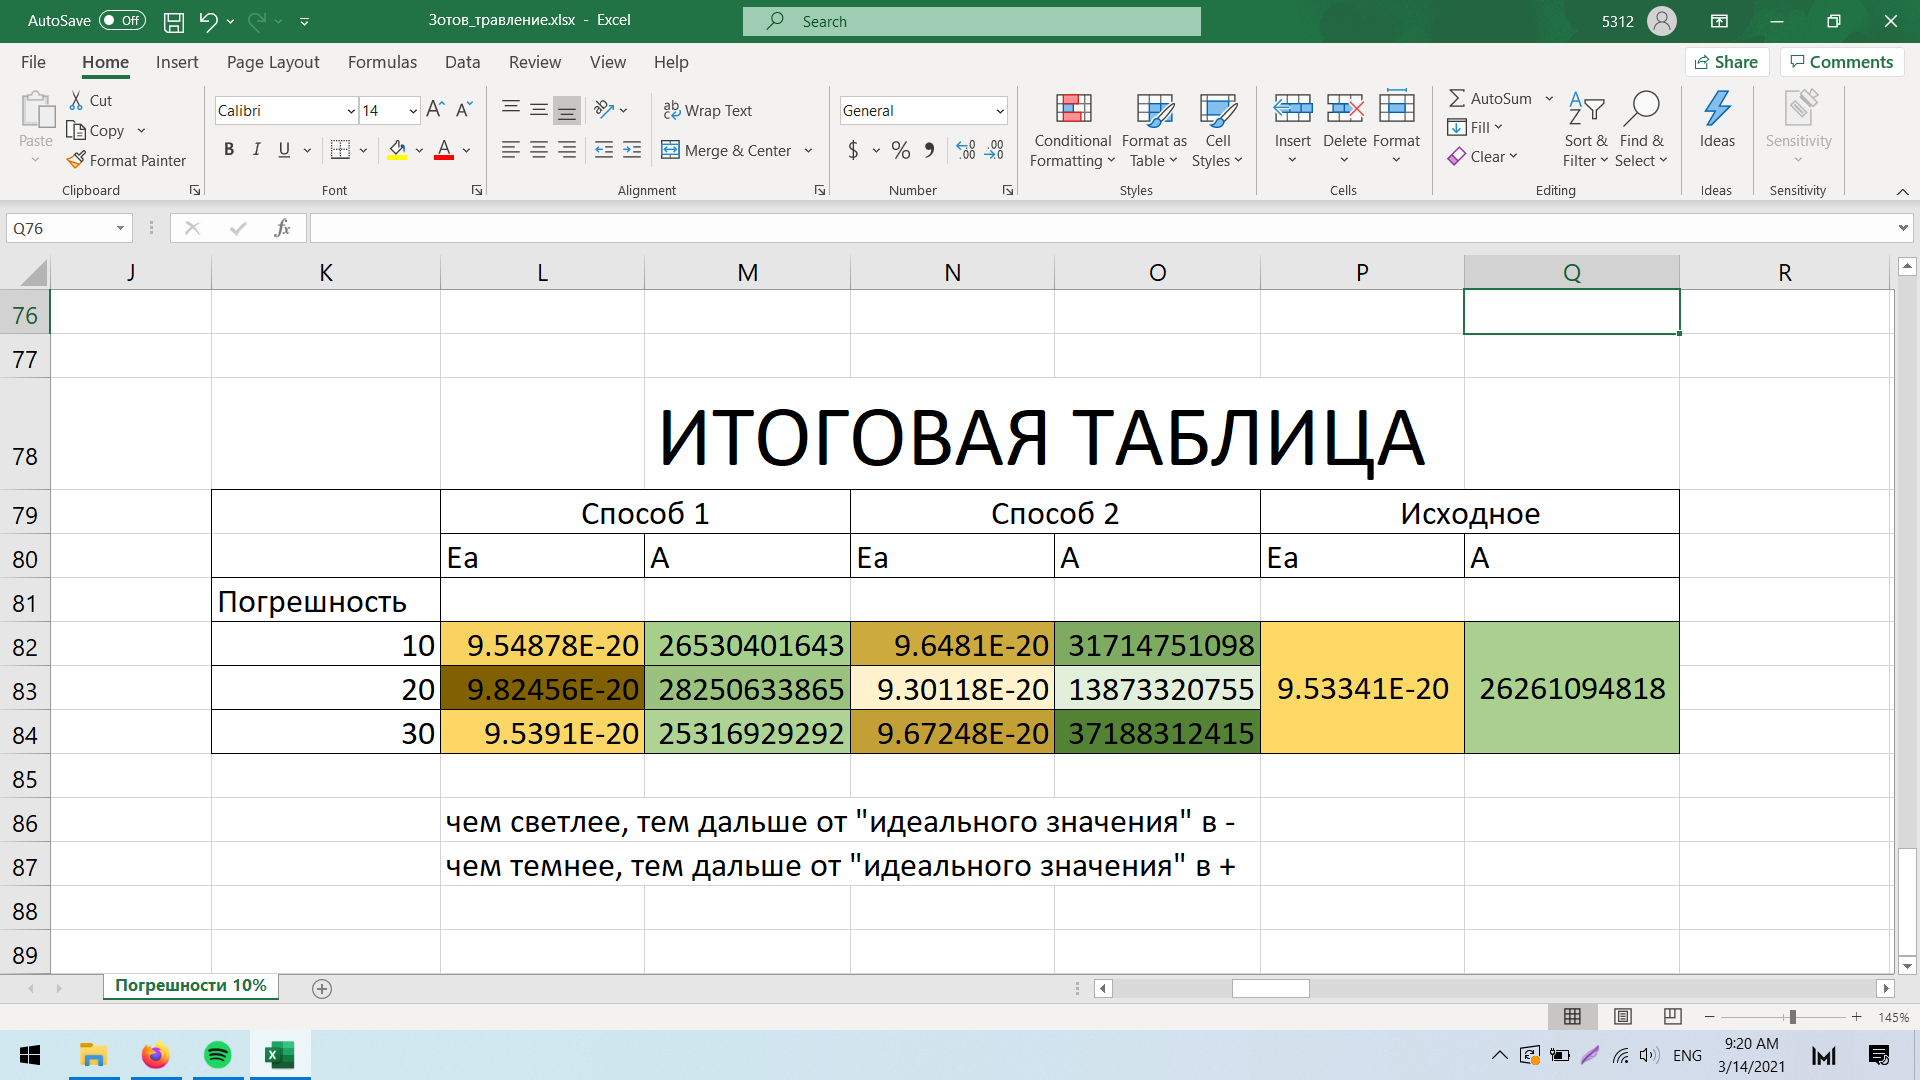 AutoSave Off Зотов_травление.xlsx - Excel Search 5312
File Home Insert Page Layout Formulas Data Review View Help Share Comments
Paste Cut Copy Format Painter Clipboard
Calibri 14 A A B I U A Font
ab Wrap Text Merge & Center Alignment
General $ % 9 .00 .00 Number
Conditional Formatting Format as Table Cell Styles Styles
Insert Delete Format Cells
AutoSum Fill Clear Sort & Filter Find & Select Editing
Ideas Ideas
Sensitivity Sensitivity
Q76 fx
J K L M N O P Q R
76
77
78 ИТОГОВАЯ ТАБЛИЦА
79 Способ 1 Способ 2 Исходное
80 Ea A Ea A Ea A
81 Погрешность
82 10 9.54878E-20 26530401643 9.6481E-20 31714751098
83 20 9.82456E-20 28250633865 9.30118E-20 13873320755 9.53341E-20 26261094818
84 30 9.5391E-20 25316929292 9.67248E-20 37188312415
85
86 чем светлее, тем дальше от "идеального значения" в -
87 чем темнее, тем дальше от "идеального значения" в +
88
89
Погрешности 10%
145%
ENG 9:20 AM
3/14/2021